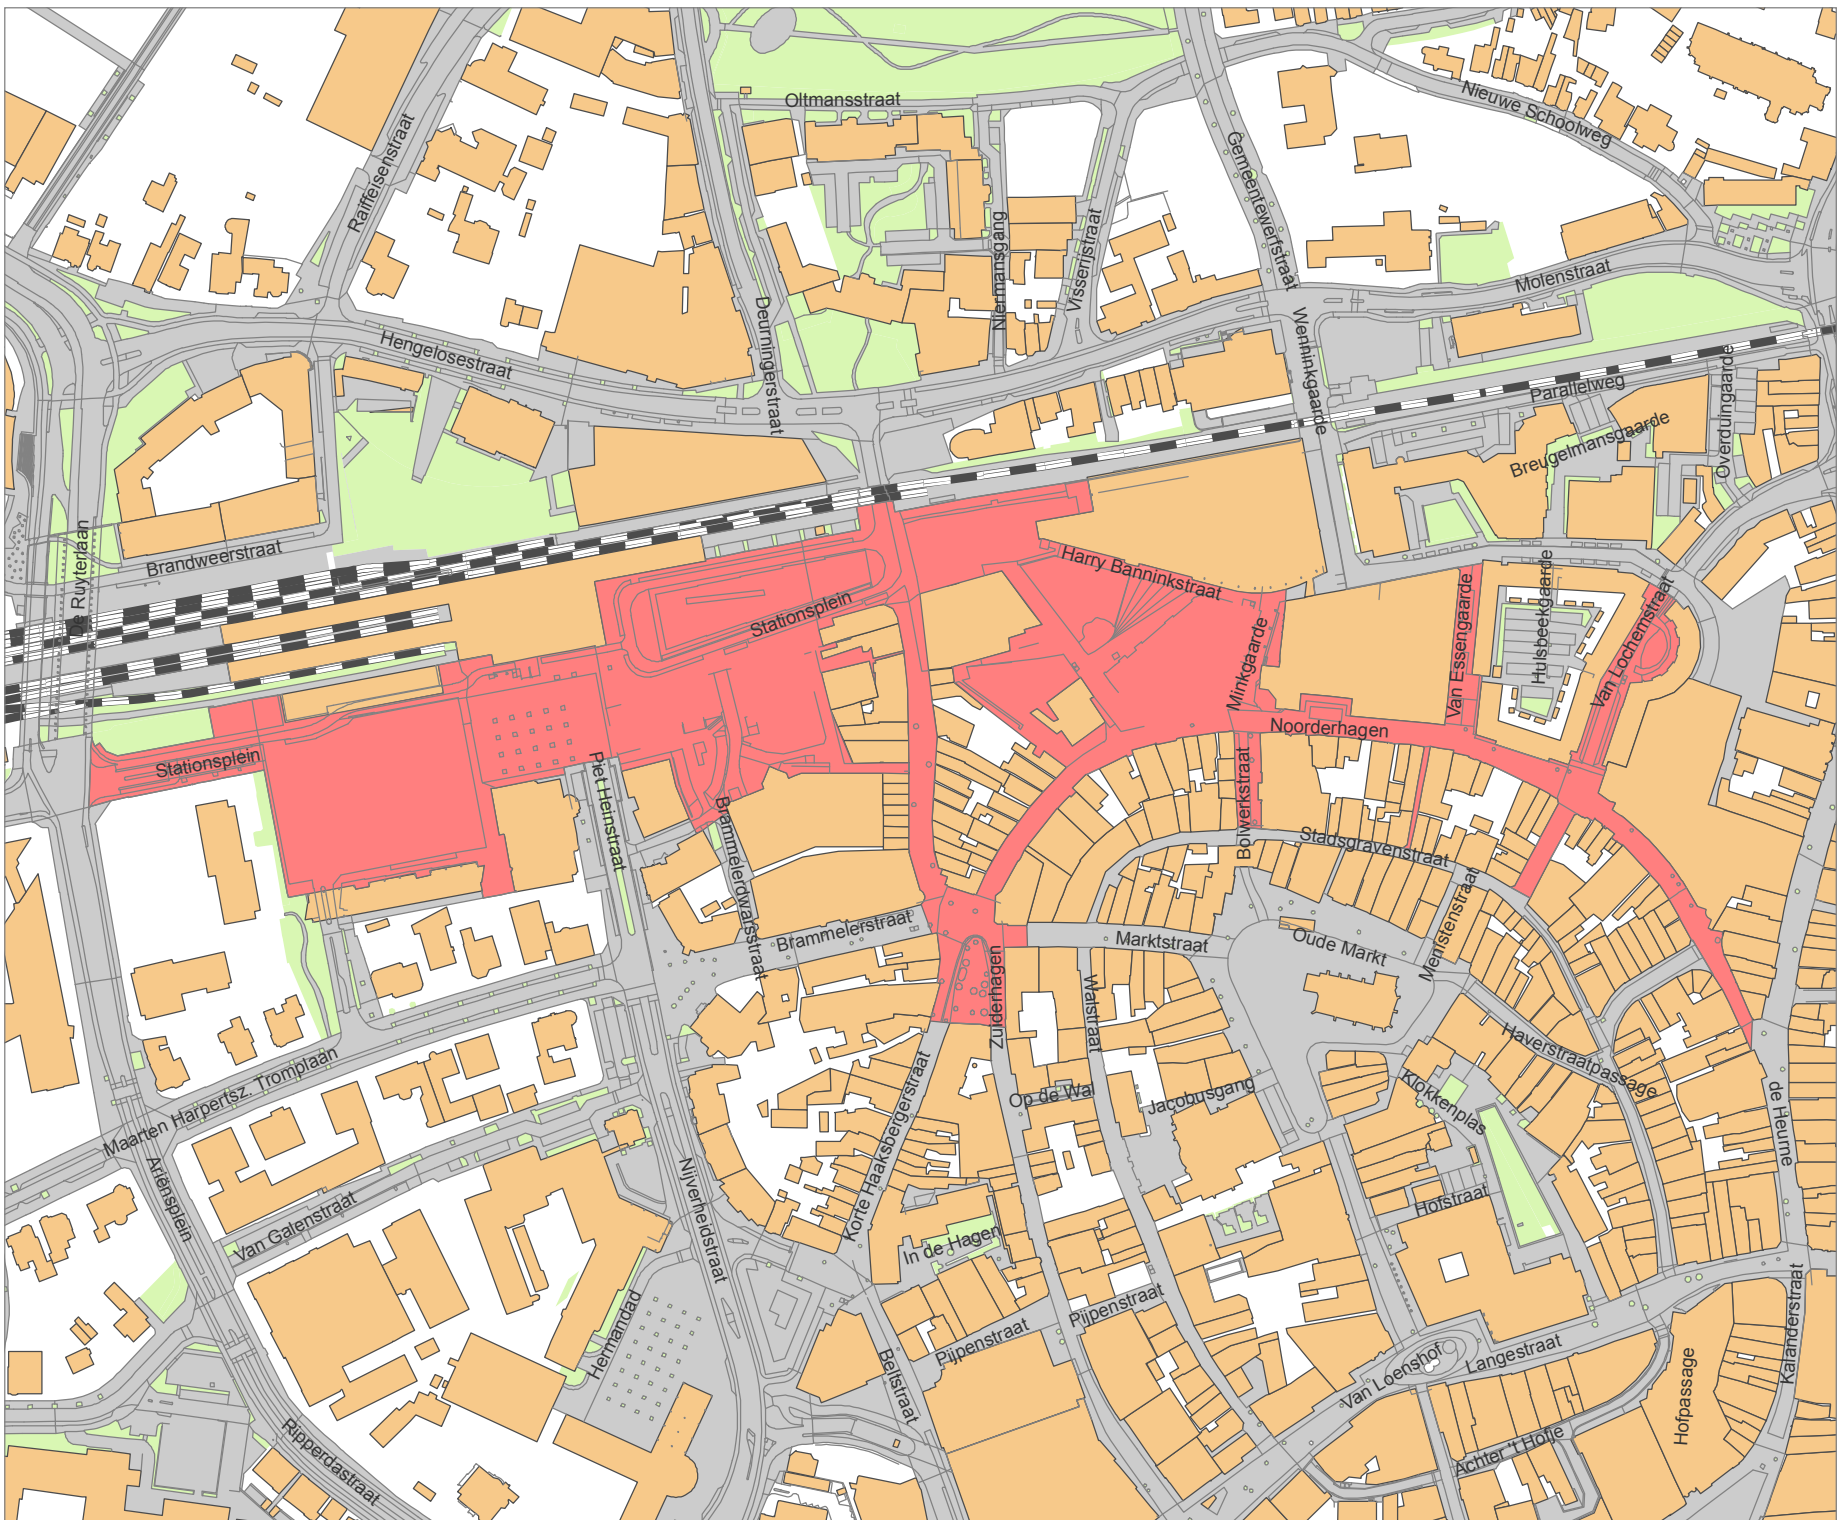 Oltmansstraat
Nieuwe Schoolweg
Raiffeisenstraat
Gemeentewerfstraat
Niermansgang
Visserijstraat
Molenstraat
Deurningerstraat
Hengelosestraat
Wenninkgaarde
Parallelweg
Overduingaarde
Breugelmansgaarde
De Ruyterlaan
Brandweerstraat
Harry Banninkstraat
Stationsplein
Minkgaarde
Van Essengaarde
Hulsbeekgaarde
Van Lochemstraat
Noorderhagen
Stationsplein
Piet Heinstraat
Bolwerkstraat
Brammelerdwarsstraat
Stadsgravenstraat
Menistenstraat
Brammelerstraat
Marktstraat
Oude Markt
Zuiderhagen
Walstraat
Haverstraatpassage
Maarten Harpertsz. Tromplaan
Korte Haaksbergerstraat
Op de Wal
Jacobusgang
Klokkenplas
de Heurne
Ariënsplein
Nijverheidstraat
Van Galenstraat
Hofstraat
In de Hagen
Hermandad
Pijpenstraat
Pijpenstraat
Kalanderstraat
Beltstraat
Van Loenshof
Langestraat
Hofpassage
Ripperdastraat
Achter 't Hofje